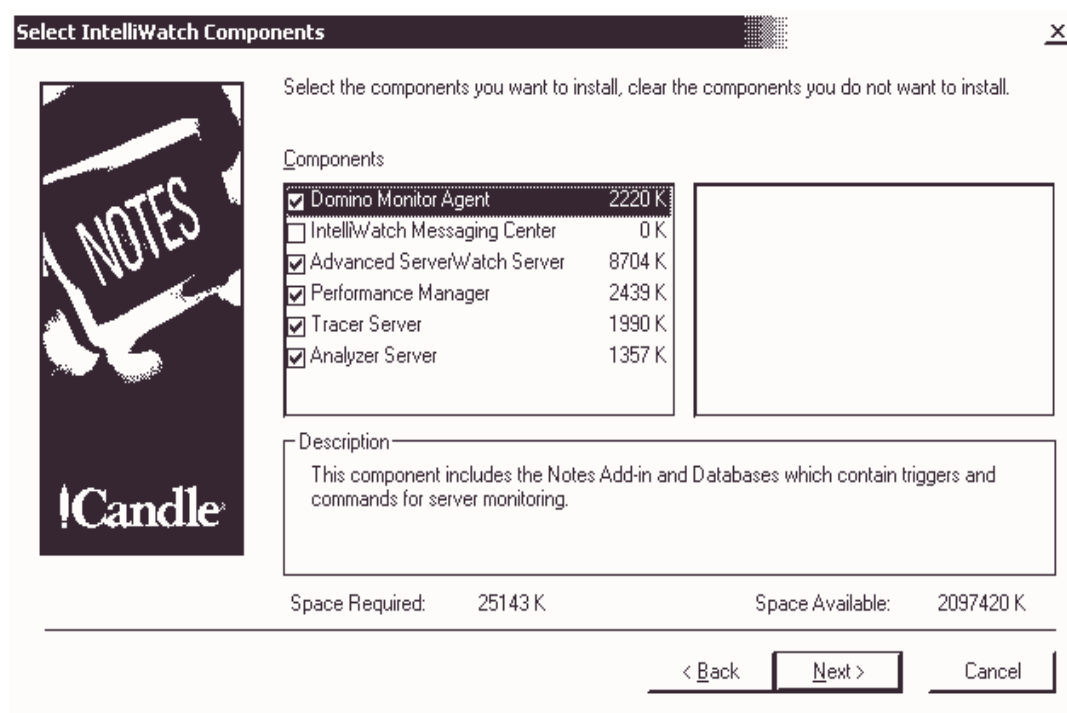 Select IntelliWatch Components
Select the components you want to install, clear the components you do not want to install.
Components
Domino Monitor Agent 2220 K
IntelliWatch Messaging Center 0 K
Advanced ServerWatch Server 8704 K
Performance Manager 2439 K
Tracer Server 1990 K
Analyzer Server 1357 K
NOTES
!Candle
Description
This component includes the Notes Add-in and Databases which contain triggers and
commands for server monitoring.
Space Required: 25143 K Space Available: 2097420 K
< Back Next > Cancel